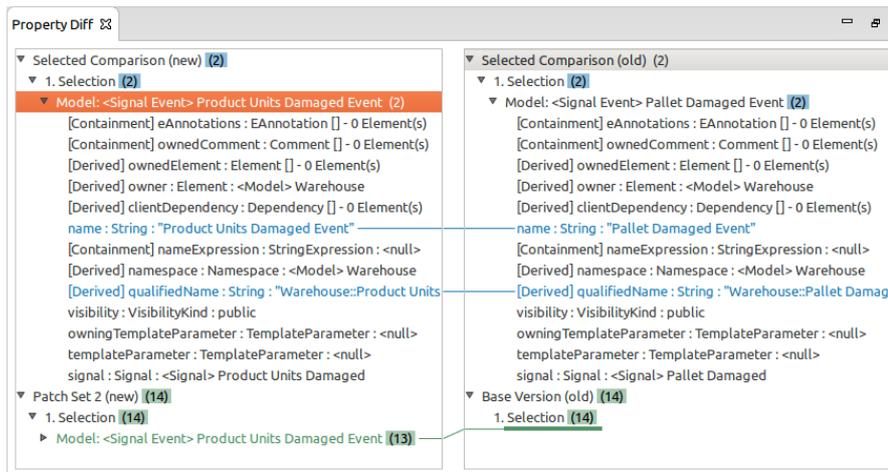 Property Diff
Selected Comparison (new) (2)
1. Selection (2)
Model: <Signal Event> Product Units Damaged Event (2)
[Containment] eAnnotations : EAnnotation [] - 0 Element(s)
[Containment] ownedComment : Comment [] - 0 Element(s)
[Derived] ownedElement : Element [] - 0 Element(s)
[Derived] owner : Element : <Model> Warehouse
[Derived] clientDependency : Dependency [] - 0 Element(s)
name : String : "Product Units Damaged Event"
[Containment] nameExpression : StringExpression : <null>
[Derived] namespace : Namespace : <Model> Warehouse
[Derived] qualifiedName : String : "Warehouse::Product Units
visibility : VisibilityKind : public
owningTemplateParameter : TemplateParameter : <null>
templateParameter : TemplateParameter : <null>
signal : Signal : <Signal> Product Units Damaged
Patch Set 2 (new) (14)
1. Selection (14)
Model: <Signal Event> Product Units Damaged Event (13)
Selected Comparison (old) (2)
1. Selection (2)
Model: <Signal Event> Pallet Damaged Event (2)
[Containment] eAnnotations : EAnnotation [] - 0 Element(s)
[Containment] ownedComment : Comment [] - 0 Element(s)
[Derived] ownedElement : Element [] - 0 Element(s)
[Derived] owner : Element : <Model> Warehouse
[Derived] clientDependency : Dependency [] - 0 Element(s)
name : String : "Pallet Damaged Event"
[Containment] nameExpression : StringExpression : <null>
[Derived] namespace : Namespace : <Model> Warehouse
[Derived] qualifiedName : String : "Warehouse::Pallet Damag
visibility : VisibilityKind : public
owningTemplateParameter : TemplateParameter : <null>
templateParameter : TemplateParameter : <null>
signal : Signal : <Signal> Pallet Damaged
Base Version (old) (14)
1. Selection (14)